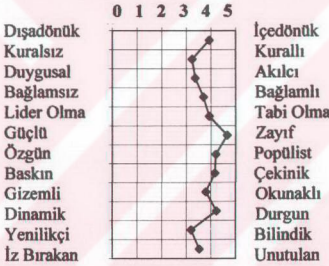 0 1 2 3 4 5
Dışadönük İçedönük
Kuralsız Kurallı
Duygusal Akılcı
Bağlamsız Bağlamlı
Lider Olma Tabi Olma
Güçlü Zayıf
Özgün Popülist
Baskın Çekinik
Gizemli Okunaklı
Dinamik Durgun
Yenilikçi Bilindik
İz Bırakan Unutulan